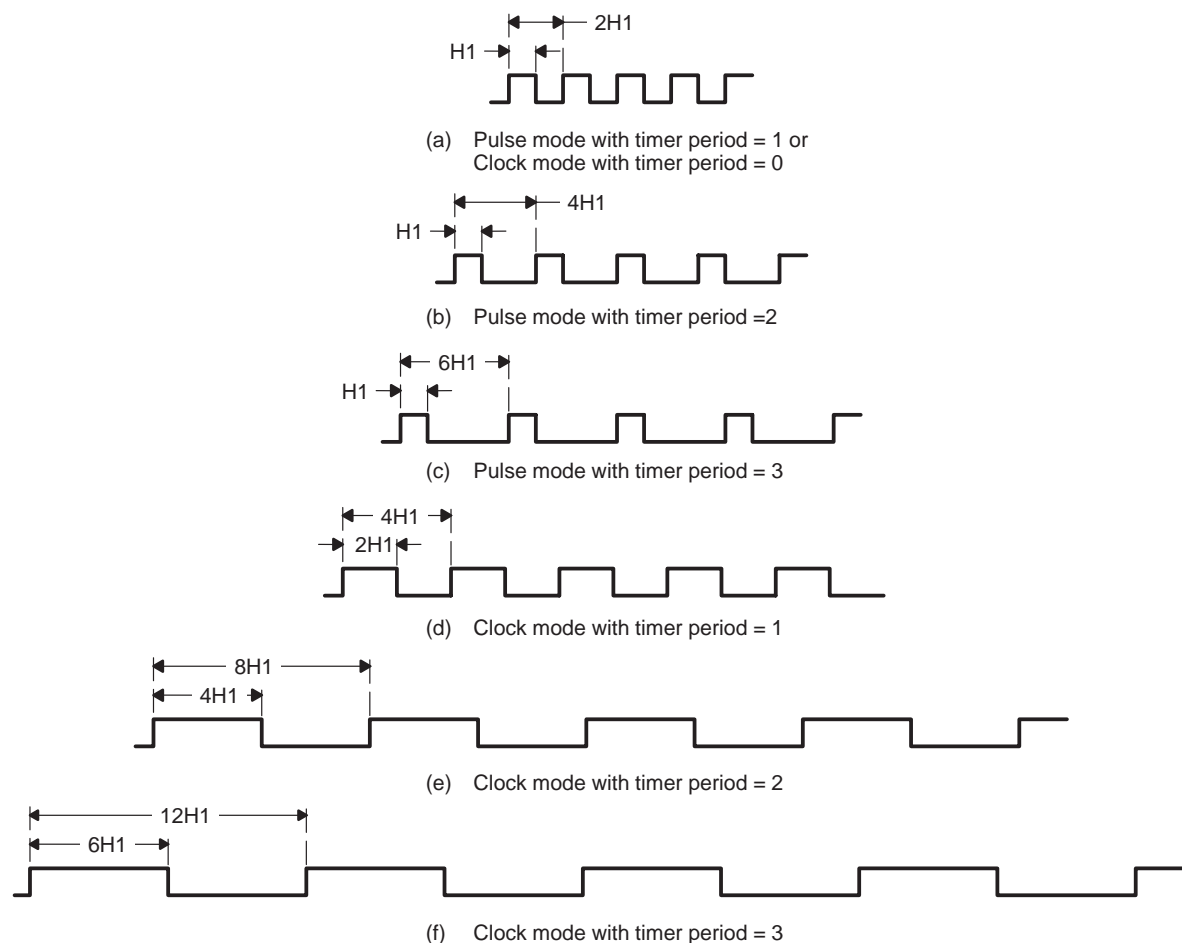 2H1
H1
(a) Pulse mode with timer period = 1 or
Clock mode with timer period = 0
4H1
H1
(b) Pulse mode with timer period =2
6H1
H1
(c) Pulse mode with timer period = 3
4H1
2H1
(d) Clock mode with timer period = 1
8H1
4H1
(e) Clock mode with timer period = 2
12H1
6H1
(f) Clock mode with timer period = 3